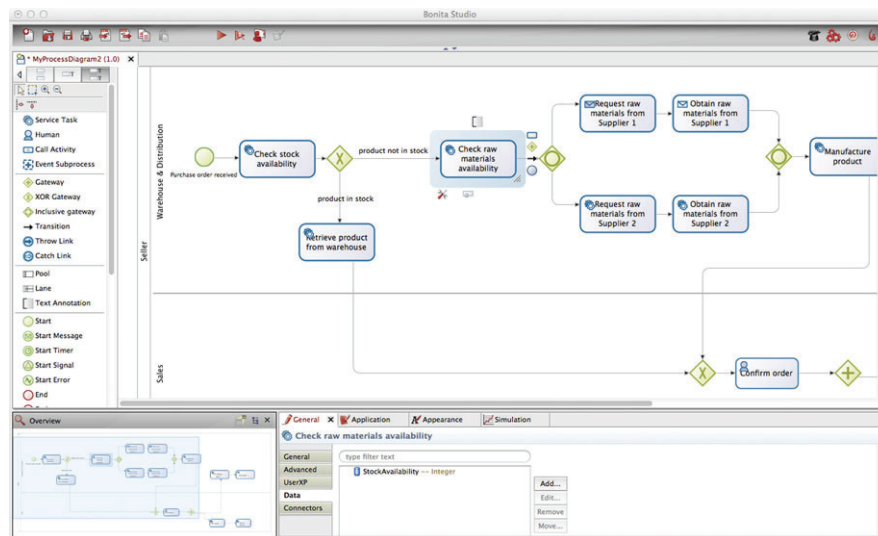 Bonita Studio
* MyProcessDiagram2 (1.0)
Service Task
Human
Call Activity
Event Subprocess
Gateway
XOR Gateway
Inclusive gateway
Transition
Throw Link
Catch Link
Pool
Lane
Text Annotation
Start
Start Message
Start Timer
Start Signal
Start Error
End
Seller
Warehouse & Distribution
Sales
Purchase order received
Check stock
availability
product not in stock
product in stock
Retrieve product
from warehouse
Check raw
materials
availability
Request raw
materials from
Supplier 1
Obtain raw
materials from
Supplier 1
Request raw
materials from
Supplier 2
Obtain raw
materials from
Supplier 2
Manufacture
product
Confirm order
Overview
General
Application
Appearance
Simulation
Check raw materials availability
General
Advanced
UserXP
Data
Connectors
type filter text
StockAvailability -- Integer
Add...
Edit...
Remove
Move...